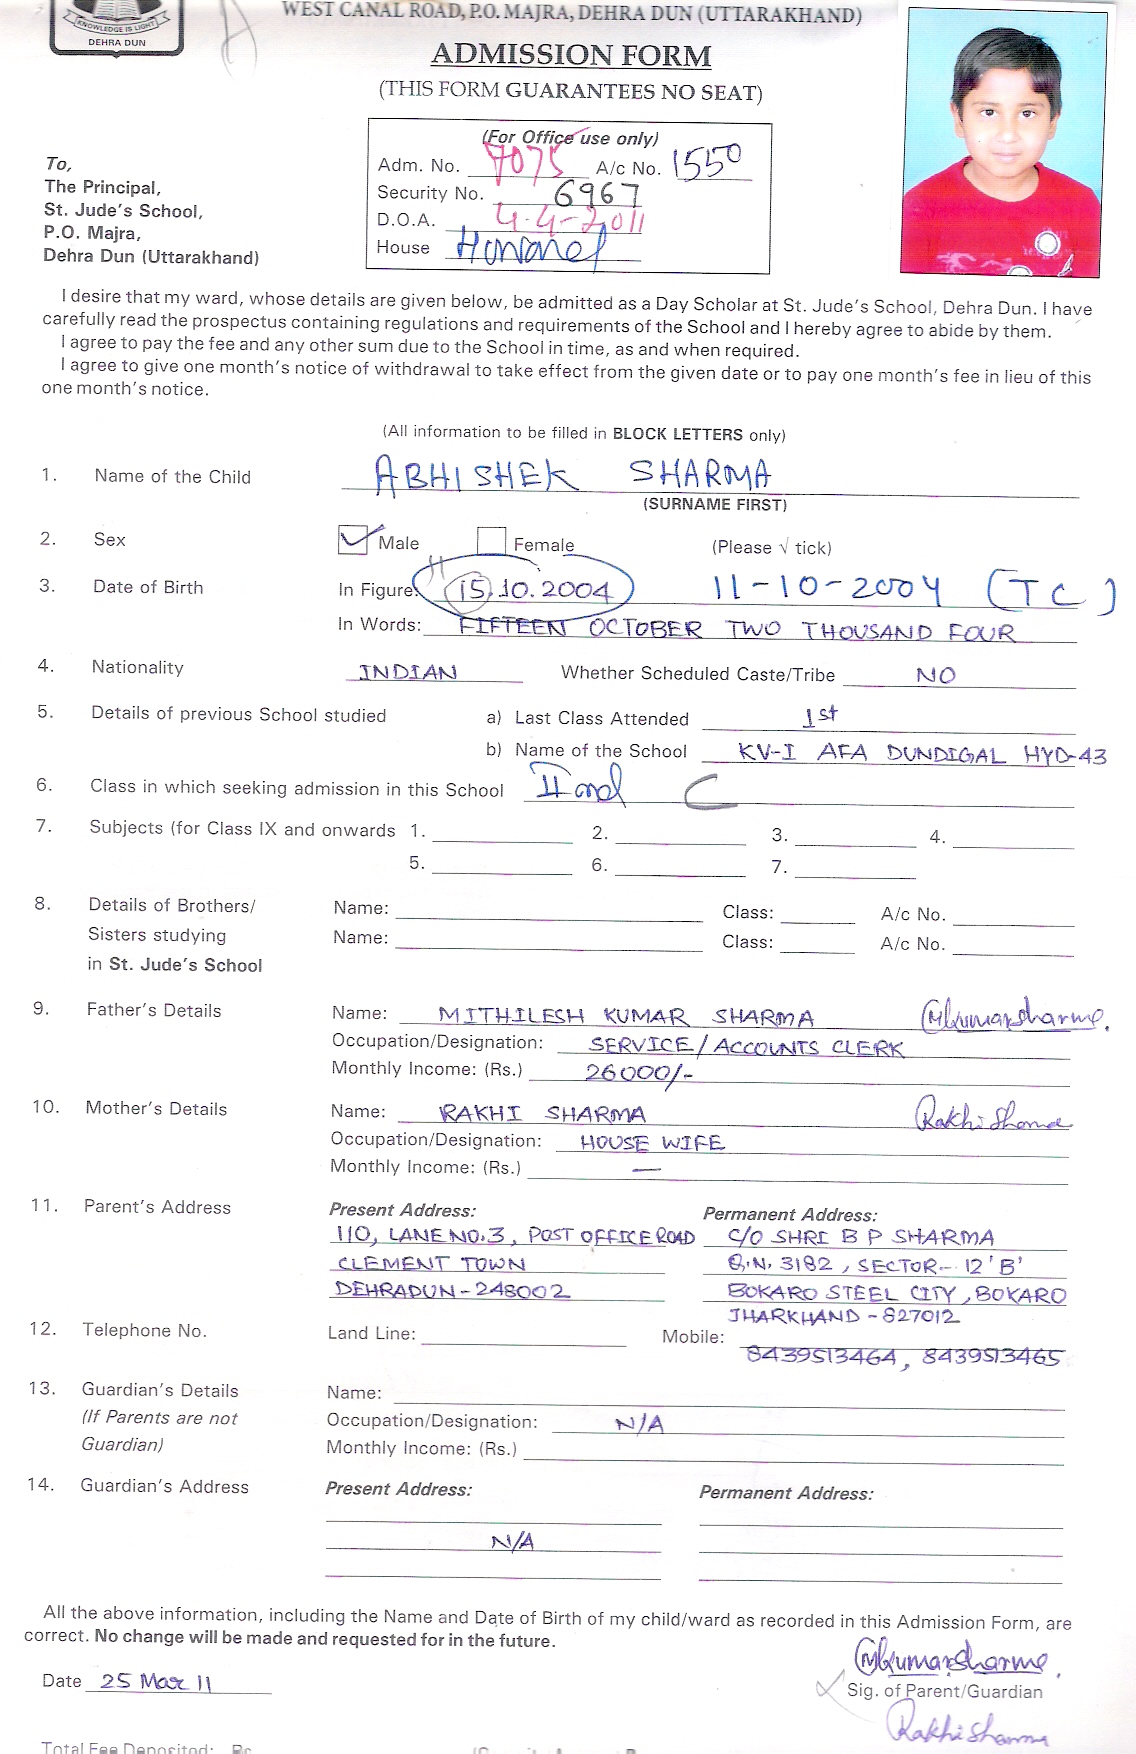 KNOWLEDGE IS LIGHT
DEHRA DUN
WEST CANAL ROAD, P.O. MAJRA, DEHRA DUN (UTTARAKHAND)
ADMISSION FORM
(THIS FORM GUARANTEES NO SEAT)
(For Office use only)
Adm. No. 7075 A/c No. 1550
Security No. 6967
D.O.A. 4-4-2011
House
To,
The Principal,
St. Jude's School,
P.O. Majra,
Dehra Dun (Uttarakhand)
I desire that my ward, whose details are given below, be admitted as a Day Scholar at St. Jude's School, Dehra Dun. I have
carefully read the prospectus containing regulations and requirements of the School and I hereby agree to abide by them.
I agree to pay the fee and any other sum due to the School in time, as and when required.
I agree to give one month's notice of withdrawal to take effect from the given date or to pay one month's fee in lieu of this
one month's notice.
(All information to be filled in BLOCK LETTERS only)
1. Name of the Child ABHISHEK SHARMA
(SURNAME FIRST)
2. Sex Male Female (Please √ tick)
3. Date of Birth In Figure: 15.10.2004 11-10-2004 (TC)
In Words: FIFTEEN OCTOBER TWO THOUSAND FOUR
4. Nationality INDIAN Whether Scheduled Caste/Tribe NO
5. Details of previous School studied a) Last Class Attended 1st
b) Name of the School KV-I AFA DUNDIGAL HYD-43
6. Class in which seeking admission in this School II nd C
7. Subjects (for Class IX and onwards 1. 2. 3. 4.
5. 6. 7.
8. Details of Brothers/ Name: Class: A/c No.
Sisters studying Name: Class: A/c No.
in St. Jude's School
9. Father's Details Name: MITHILESH KUMAR SHARMA MKumarsharma.
Occupation/Designation: SERVICE/ACCOUNTS CLERK
Monthly Income: (Rs.) 26000/-
10. Mother's Details Name: RAKHI SHARMA Rakhi Sharma
Occupation/Designation: HOUSE WIFE
Monthly Income: (Rs.) —
11. Parent's Address Present Address: Permanent Address:
110, LANE NO.3, POST OFFICE ROAD C/O SHRI B P SHARMA
CLEMENT TOWN Q.N. 3182, SECTOR- 12 'B'
DEHRADUN-248002 BOKARO STEEL CITY, BOKARO
JHARKHAND-827012
12. Telephone No. Land Line: Mobile: 8439513464, 8439513465
13. Guardian's Details Name:
(If Parents are not Occupation/Designation: N/A
Guardian) Monthly Income: (Rs.)
14. Guardian's Address Present Address: Permanent Address:
N/A
All the above information, including the Name and Date of Birth of my child/ward as recorded in this Admission Form, are
correct. No change will be made and requested for in the future.
MKumarsharma.
Date 25 Mar 11 Sig. of Parent/Guardian
Rakhi Sharma
Total Fee Deposited: Rs